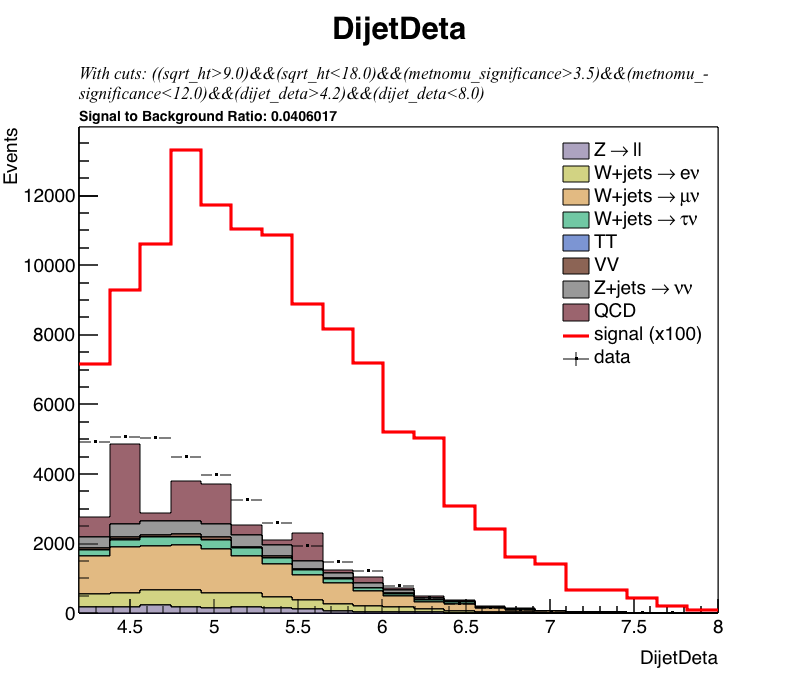 DijetDeta
With cuts: ((sqrt_ht>9.0)&&(sqrt_ht<18.0)&&(metnomu_significance>3.5)&&(metnomu_-
significance<12.0)&&(dijet_deta>4.2)&&(dijet_deta<8.0)
Signal to Background Ratio: 0.0406017
Events
Z → ll
W+jets → eν
W+jets → μν
W+jets → τν
TT
VV
Z+jets → νν
QCD
signal (x100)
data
12000
10000
8000
6000
4000
2000
0
4.5 5 5.5 6 6.5 7 7.5 8
DijetDeta